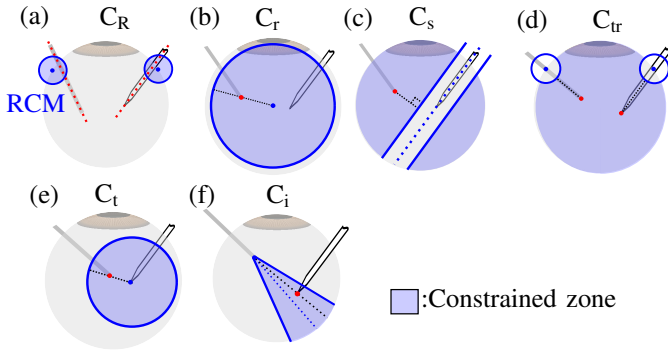 (a) C_R
(b) C_r
(c) C_s
(d) C_tr
RCM
(e) C_t
(f) C_i
:Constrained zone